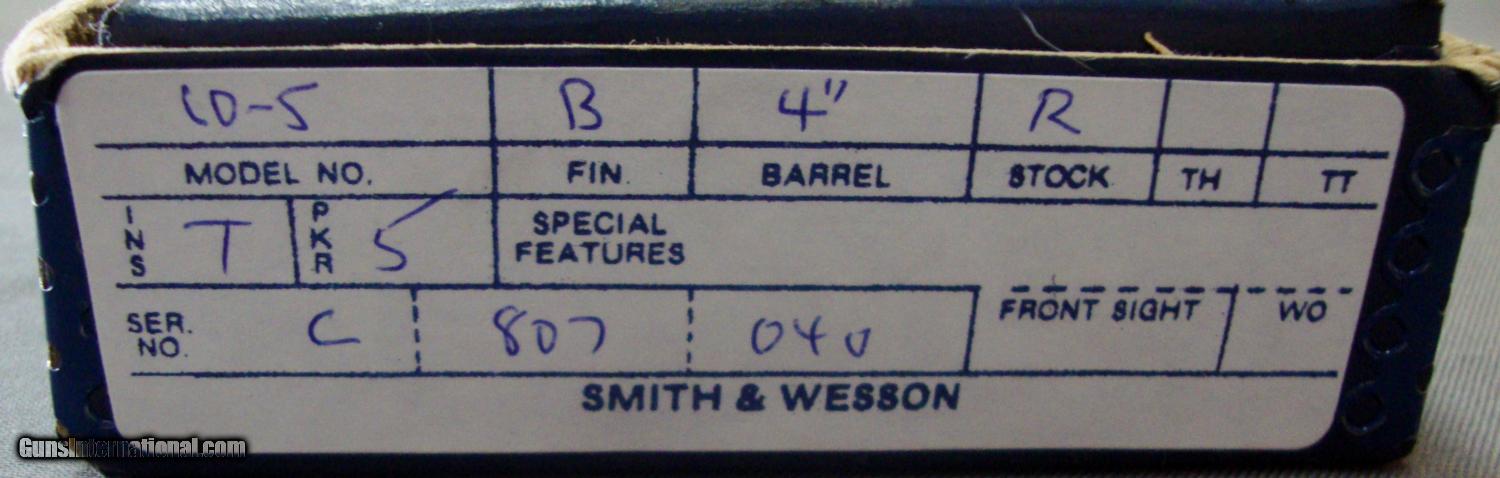 10-5 B 4" R
MODEL NO. FIN. BARREL STOCK TH TT
INS T PKR 5 SPECIAL
FEATURES
SER. NO. C 807 040 FRONT SIGHT WO
SMITH & WESSON
GunsInternational.com